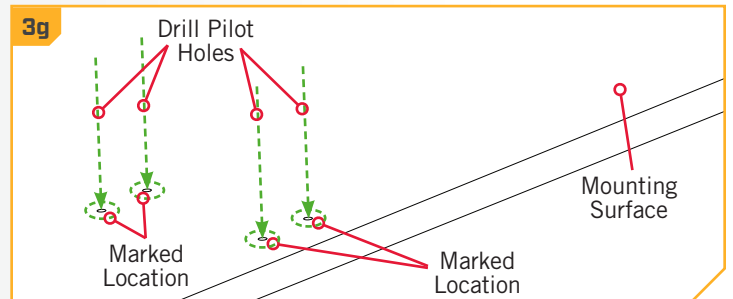 3g
Drill Pilot
Holes
Mounting
Surface
Marked
Location
Marked
Location